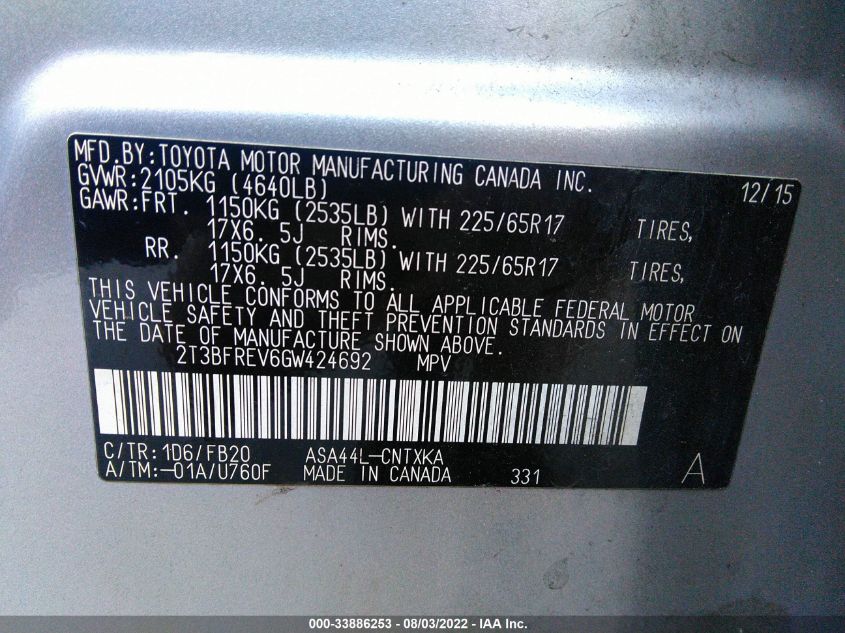 MFD.BY:TOYOTA MOTOR MANUFACTURING CANADA INC.
GVWR:2105KG (4640LB) 12/15
GAWR:FRT. 1150KG (2535LB) WITH 225/65R17 TIRES,
17X6. 5J RIMS.
RR. 1150KG (2535LB) WITH 225/65R17 TIRES,
17X6. 5J RIMS.
THIS VEHICLE CONFORMS TO ALL APPLICABLE FEDERAL MOTOR
VEHICLE SAFETY AND THEFT PREVENTION STANDARDS IN EFFECT ON
THE DATE OF MANUFACTURE SHOWN ABOVE.
2T3BFREV6GW424692 MPV
C/TR:1D6/FB20 ASA44L-CNTXKA
A/TM:-01A/U760F MADE IN CANADA 331 A
000-33886253 - 08/03/2022 - IAA Inc.